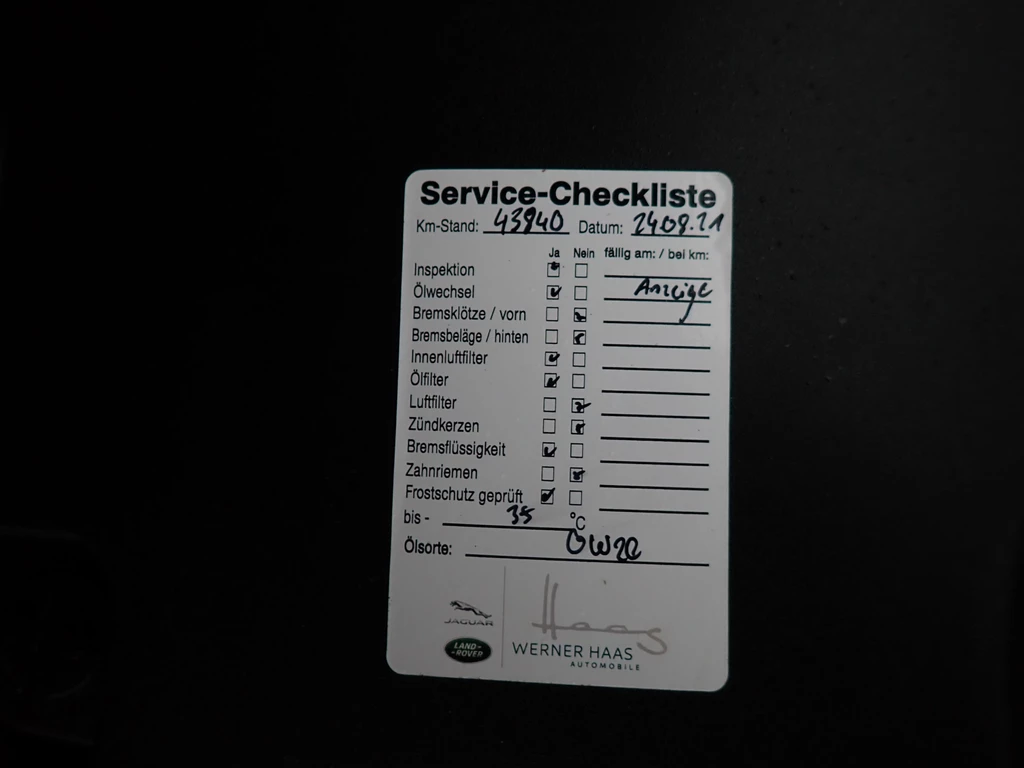 Service-Checkliste
Km-Stand: 43940 Datum: 24.08.21
Ja Nein fällig am: / bei km:
Inspektion
Ölwechsel Anzeige
Bremsklötze / vorn
Bremsbeläge / hinten
Innenluftfilter
Ölfilter
Luftfilter
Zündkerzen
Bremsflüssigkeit
Zahnriemen
Frostschutz geprüft
bis - 35 °C
Ölsorte: 0W20
Haas
JAGUAR
LAND-
ROVER
WERNER HAAS
AUTOMOBILE